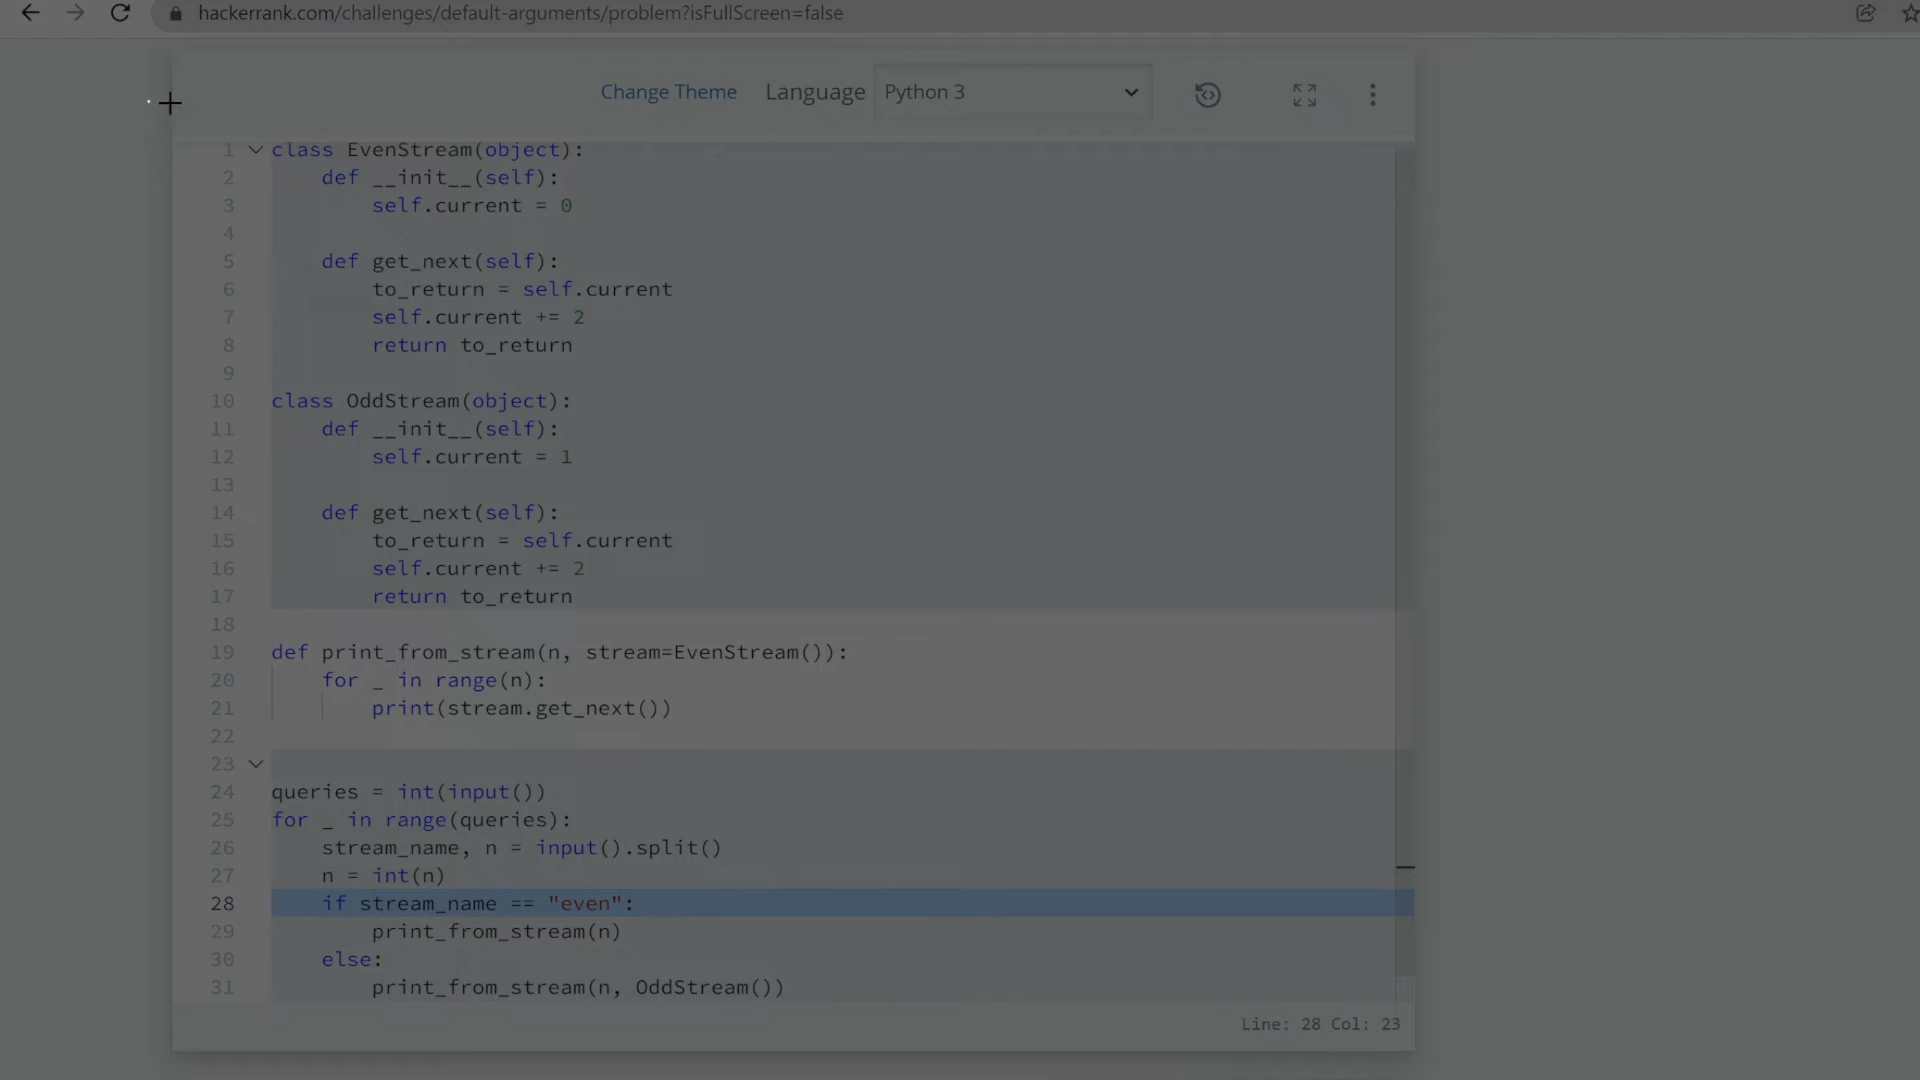 hackerrank.com/challenges/default-arguments/problem?isFullScreen=false
Change Theme Language Python 3
1 class EvenStream(object):
2     def __init__(self):
3         self.current = 0
4
5     def get_next(self):
6         to_return = self.current
7         self.current += 2
8         return to_return
9
10 class OddStream(object):
11     def __init__(self):
12         self.current = 1
13
14     def get_next(self):
15         to_return = self.current
16         self.current += 2
17         return to_return
18
19 def print_from_stream(n, stream=EvenStream()):
20     for _ in range(n):
21         print(stream.get_next())
22
23
24 queries = int(input())
25 for _ in range(queries):
26     stream_name, n = input().split()
27     n = int(n)
28     if stream_name == "even":
29         print_from_stream(n)
30     else:
31         print_from_stream(n, OddStream())
Line: 28 Col: 23